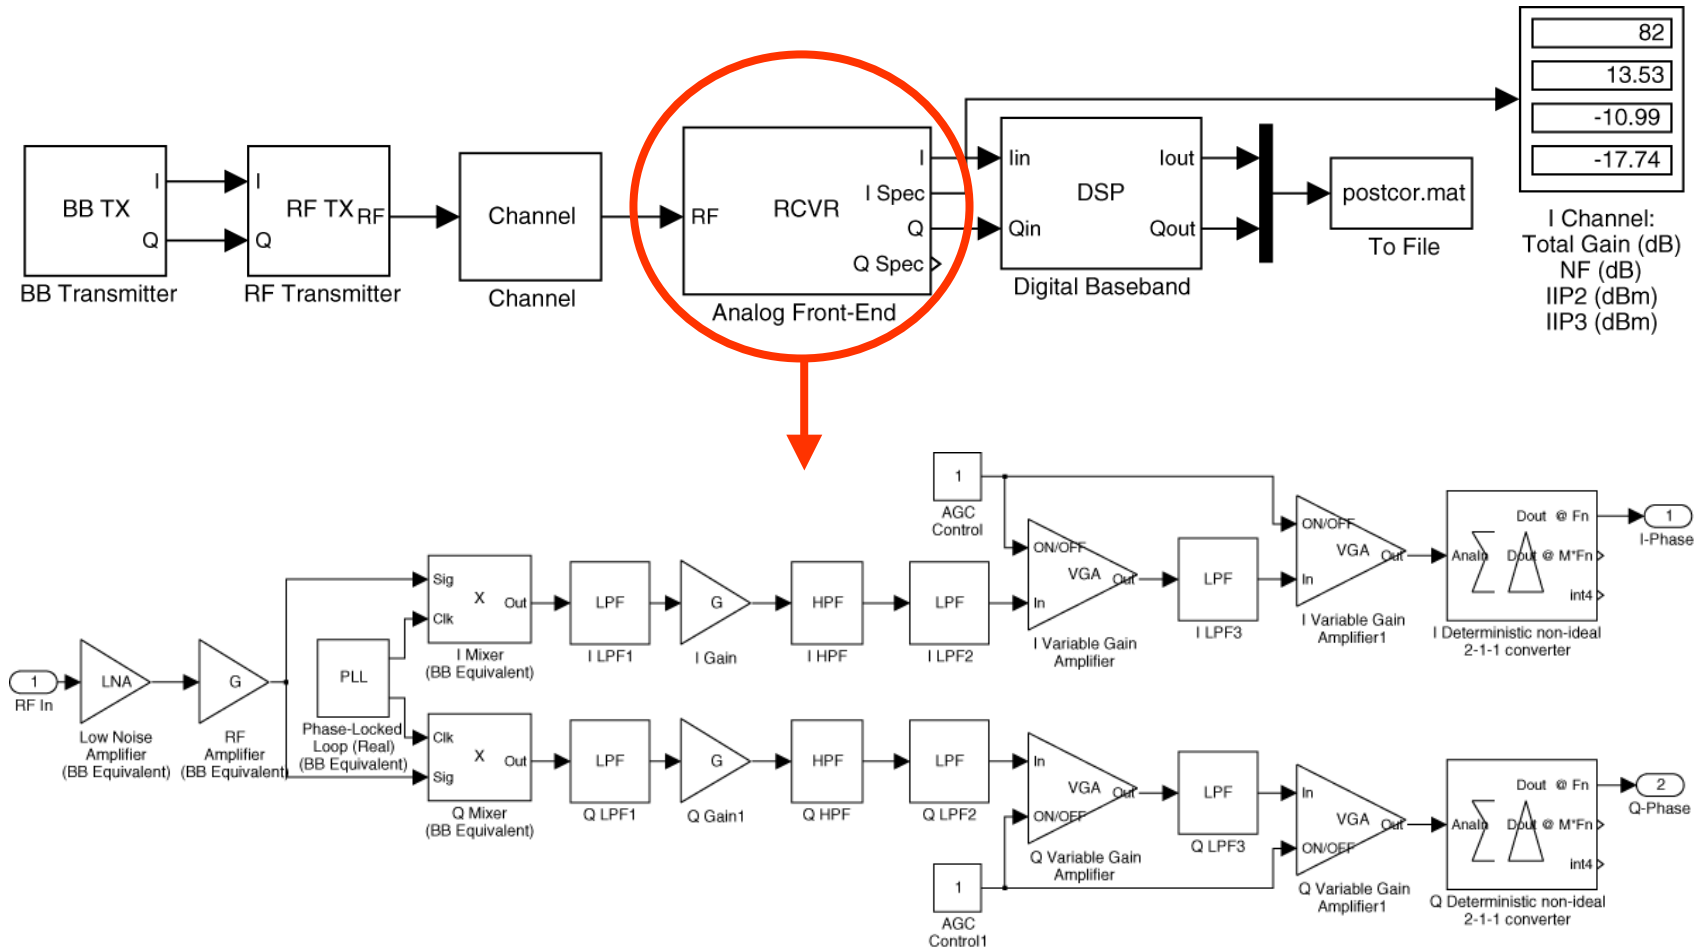 82
13.53
-10.99
-17.74
I Channel:
Total Gain (dB)
NF (dB)
IIP2 (dBm)
IIP3 (dBm)
BB TX
I
Q
BB Transmitter
I
Q
RF TX
RF
RF Transmitter
Channel
Channel
RF
RCVR
I
I Spec
Q
Q Spec
Analog Front-End
Iin
Qin
DSP
Iout
Qout
Digital Baseband
postcor.mat
To File
1
RF In
LNA
Low Noise
Amplifier
(BB Equivalent)
G
RF
Amplifier
(BB Equivalent)
PLL
Phase-Locked
Loop (Real)
(BB Equivalent)
Sig
Clk
X
Out
I Mixer
(BB Equivalent)
LPF
I LPF1
G
I Gain
HPF
I HPF
LPF
I LPF2
1
AGC
Control
ON/OFF
VGA
Out
In
I Variable Gain
Amplifier
LPF
I LPF3
ON/OFF
VGA
Out
In
I Variable Gain
Amplifier1
AnaIn
Dout @ Fn
Dout @ M*Fn
int4
I Deterministic non-ideal
2-1-1 converter
1
I-Phase
Clk
Sig
X
Out
Q Mixer
(BB Equivalent)
LPF
Q LPF1
G
Q Gain1
HPF
Q HPF
LPF
Q LPF2
In
VGA
Out
ON/OFF
Q Variable Gain
Amplifier
1
AGC
Control1
LPF
Q LPF3
In
VGA
Out
ON/OFF
Q Variable Gain
Amplifier1
AnaIn
Dout @ Fn
Dout @ M*Fn
int4
Q Deterministic non-ideal
2-1-1 converter
2
Q-Phase